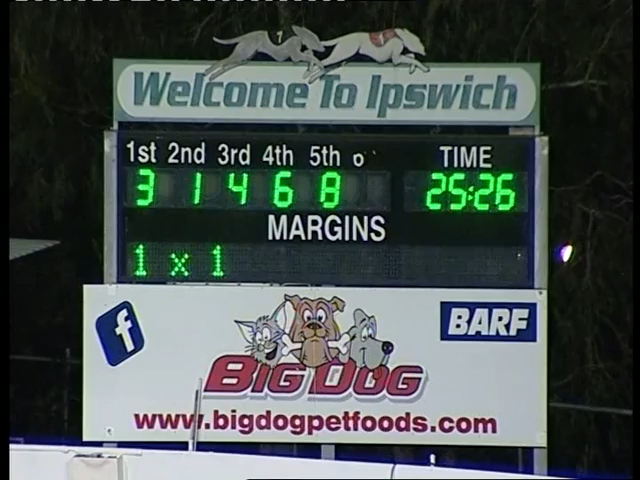 Welcome To Ipswich
1st 2nd 3rd 4th 5th TIME
3 1 4 6 8 25:26
MARGINS
1 x 1
f
BARF
BIG DOG
www.bigdogpetfoods.com